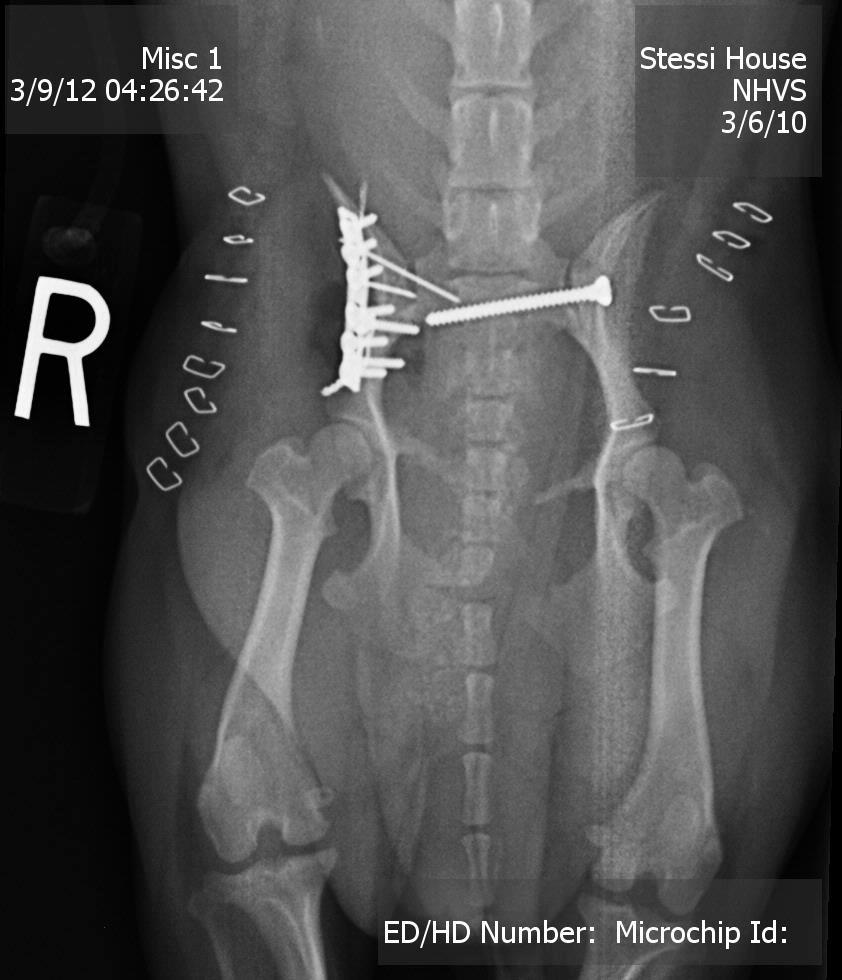 Misc 1
3/9/12 04:26:42
Stessi House
NHVS
3/6/10
R
ED/HD Number: Microchip Id: